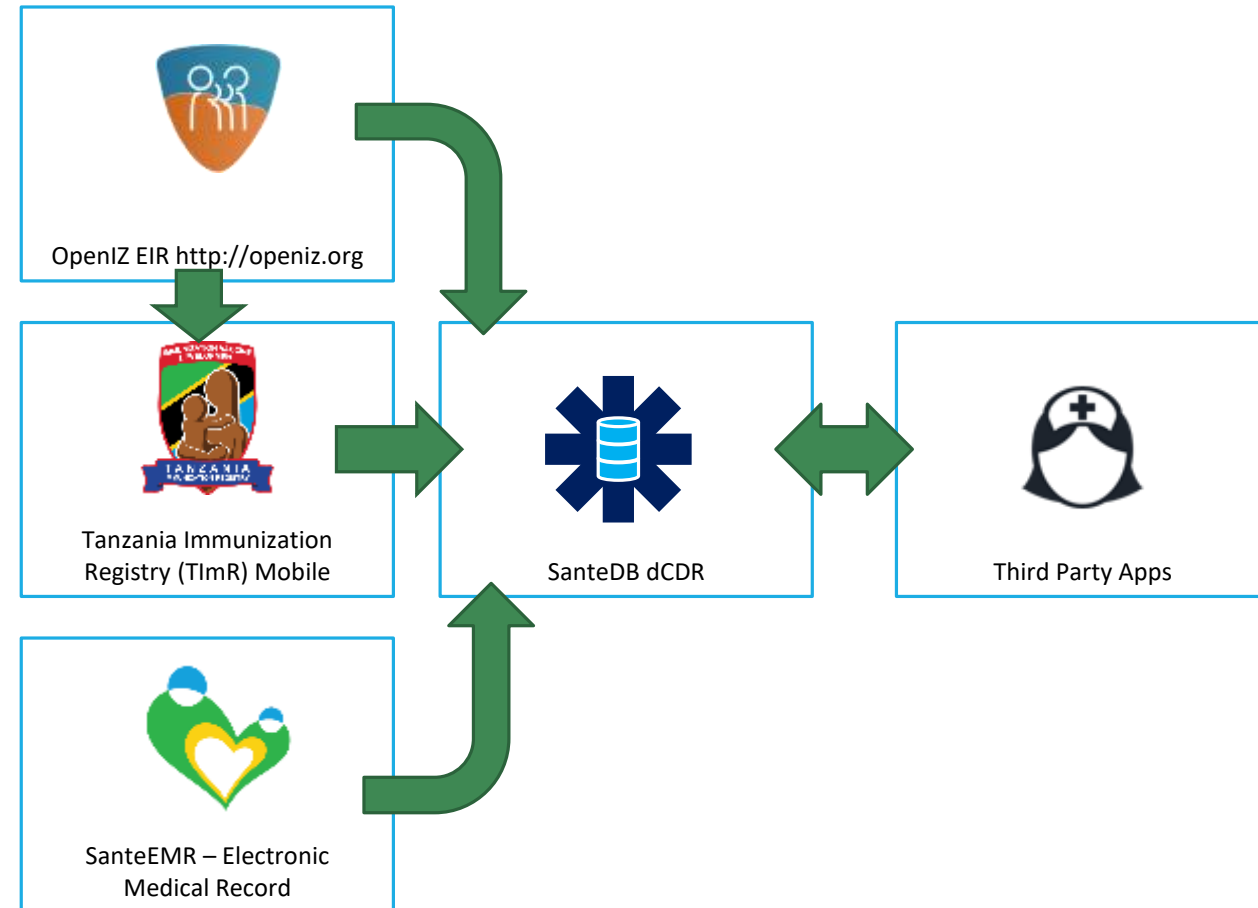 OpenIZ EIR http://openiz.org
TANZANIA
Tanzania Immunization
Registry (TImR) Mobile
SanteDB dCDR
Third Party Apps
SanteEMR – Electronic
Medical Record